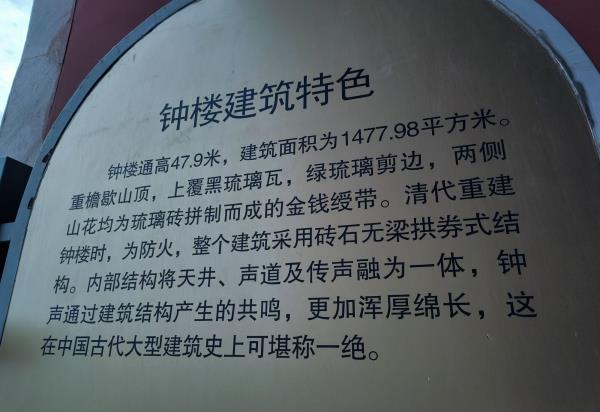 钟楼建筑特色
钟楼通高47.9米，建筑面积为1477.98平方米。
重檐歇山顶，上覆黑琉璃瓦，绿琉璃剪边，两侧
山花均为琉璃砖拼制而成的金钱绶带。清代重建
钟楼时，为防火，整个建筑采用砖石无梁拱券式结
构。内部结构将天井、声道及传声融为一体，钟
声通过建筑结构产生的共鸣，更加浑厚绵长，这
在中国古代大型建筑史上可堪称一绝。